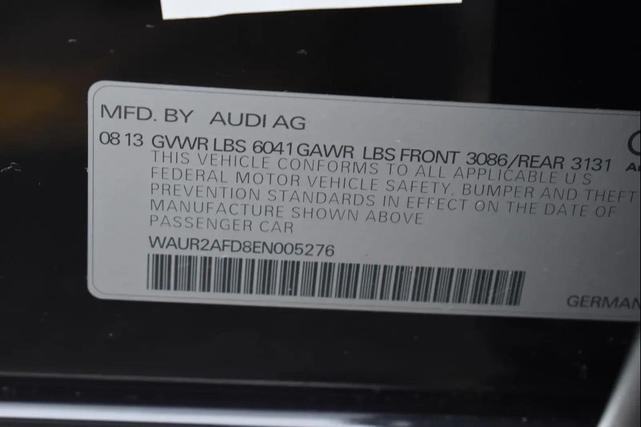 MFD. BY AUDI AG
08 13 GVWR LBS 6041 GAWR LBS FRONT 3086/REAR 3131
THIS VEHICLE CONFORMS TO ALL APPLICABLE U S
FEDERAL MOTOR VEHICLE SAFETY, BUMPER AND THEFT
PREVENTION STANDARDS IN EFFECT ON THE DATE OF
MANUFACTURE SHOWN ABOVE
PASSENGER CAR
WAUR2AFD8EN005276
GERMAN